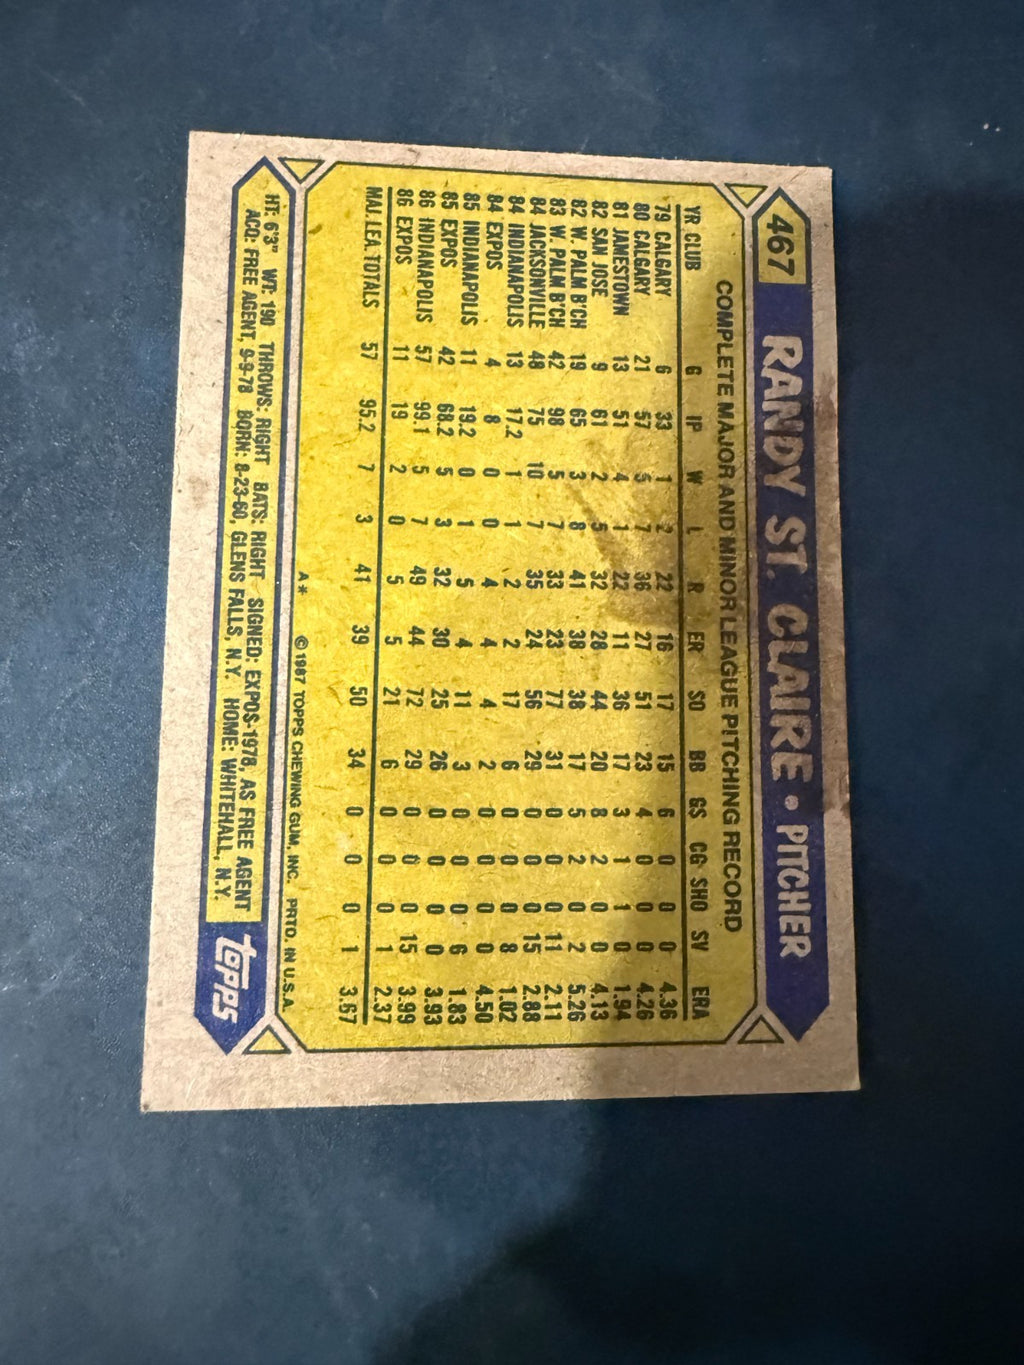 467 RANDY ST. CLAIRE • PITCHER
COMPLETE MAJOR AND MINOR LEAGUE PITCHING RECORD
YR CLUB G IP W L R ER SO BB GS CG SHO SV ERA
79 CALGARY 6 33 1 2 22 16 17 15 6 0 0 0 4.36
80 CALGARY 21 57 5 7 36 27 51 23 4 0 0 0 4.26
81 JAMESTOWN 13 51 4 1 22 11 36 17 3 1 1 0 1.94
82 SAN JOSE 9 61 2 5 32 28 44 20 8 2 0 0 4.13
82 W. PALM B'CH 19 65 3 8 41 38 38 17 5 2 0 2 5.26
83 W. PALM B'CH 42 98 5 7 33 23 77 31 0 0 0 11 2.11
84 JACKSONVILLE 48 75 10 7 35 24 56 29 0 0 0 15 2.88
84 INDIANAPOLIS 13 17.2 1 1 2 2 17 6 0 0 0 8 1.02
84 EXPOS 4 8 0 0 4 4 4 2 0 0 0 0 4.50
85 INDIANAPOLIS 11 19.2 0 1 5 4 11 3 0 0 0 6 1.83
85 EXPOS 42 68.2 5 3 32 30 25 26 0 0 0 0 3.93
86 INDIANAPOLIS 57 99.1 5 7 49 44 72 29 0 0 0 15 3.99
86 EXPOS 11 19 2 0 5 5 21 6 0 0 0 1 2.37
MAJ. LEA. TOTALS 57 95.2 7 3 41 39 50 34 0 0 0 1 3.67
A* © 1987 TOPPS CHEWING GUM, INC. PRTD. IN U.S.A.
HT: 6'3" WT: 190 THROWS: RIGHT BATS: RIGHT SIGNED: EXPOS-1978, AS FREE AGENT
ACQ: FREE AGENT, 9-9-78 BORN: 8-23-60, GLENS FALLS, N.Y. HOME: WHITEHALL, N.Y.
TOPPS